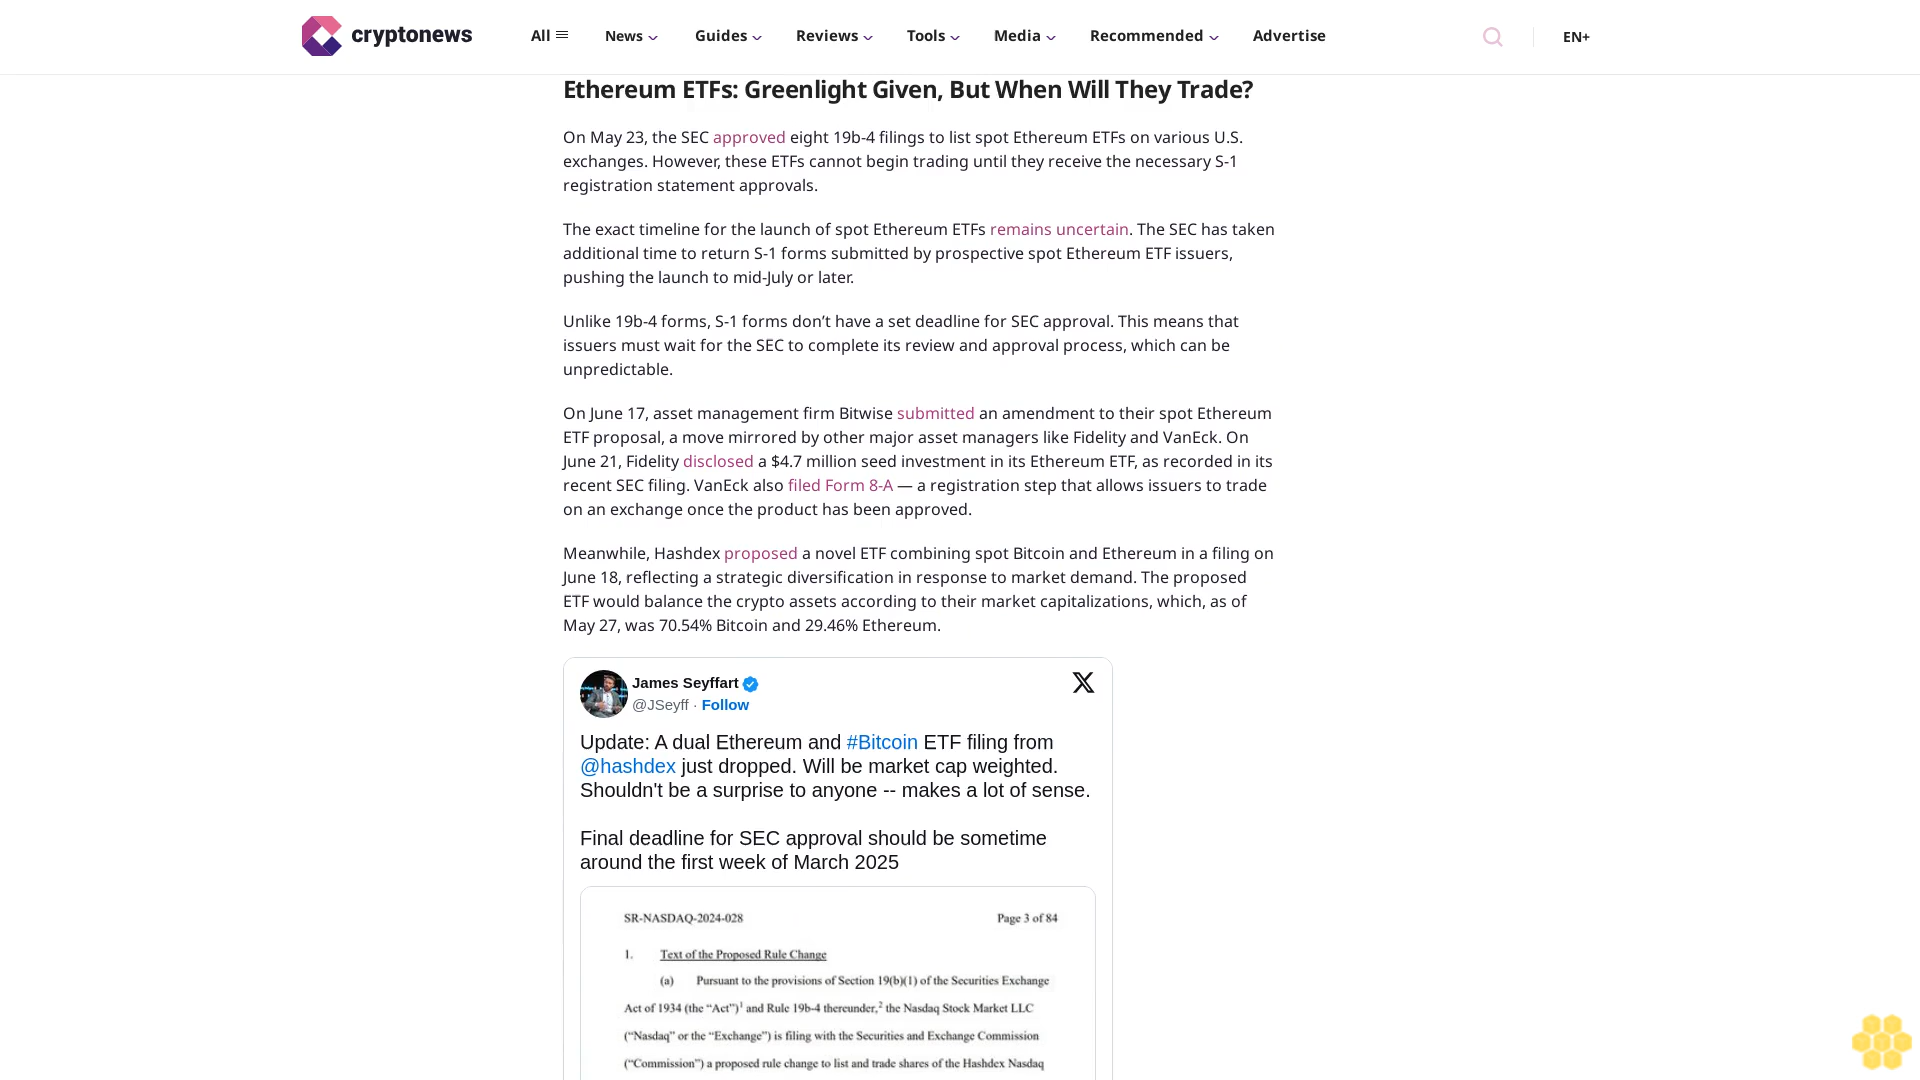 cryptonews
All News Guides Reviews Tools Media Recommended Advertise EN+
Ethereum ETFs: Greenlight Given, But When Will They Trade?
On May 23, the SEC approved eight 19b-4 filings to list spot Ethereum ETFs on various U.S.
exchanges. However, these ETFs cannot begin trading until they receive the necessary S-1
registration statement approvals.
The exact timeline for the launch of spot Ethereum ETFs remains uncertain. The SEC has taken
additional time to return S-1 forms submitted by prospective spot Ethereum ETF issuers,
pushing the launch to mid-July or later.
Unlike 19b-4 forms, S-1 forms don’t have a set deadline for SEC approval. This means that
issuers must wait for the SEC to complete its review and approval process, which can be
unpredictable.
On June 17, asset management firm Bitwise submitted an amendment to their spot Ethereum
ETF proposal, a move mirrored by other major asset managers like Fidelity and VanEck. On
June 21, Fidelity disclosed a $4.7 million seed investment in its Ethereum ETF, as recorded in its
recent SEC filing. VanEck also filed Form 8-A — a registration step that allows issuers to trade
on an exchange once the product has been approved.
Meanwhile, Hashdex proposed a novel ETF combining spot Bitcoin and Ethereum in a filing on
June 18, reflecting a strategic diversification in response to market demand. The proposed
ETF would balance the crypto assets according to their market capitalizations, which, as of
May 27, was 70.54% Bitcoin and 29.46% Ethereum.
James Seyffart
@JSeyff · Follow
Update: A dual Ethereum and #Bitcoin ETF filing from
@hashdex just dropped. Will be market cap weighted.
Shouldn't be a surprise to anyone -- makes a lot of sense.
Final deadline for SEC approval should be sometime
around the first week of March 2025
SR-NASDAQ-2024-028 Page 3 of 84
1. Text of the Proposed Rule Change
(a) Pursuant to the provisions of Section 19(b)(1) of the Securities Exchange
Act of 1934 (the “Act”)1 and Rule 19b-4 thereunder,2 the Nasdaq Stock Market LLC
(“Nasdaq” or the “Exchange”) is filing with the Securities and Exchange Commission
(“Commission”) a proposed rule change to list and trade shares of the Hashdex Nasdaq